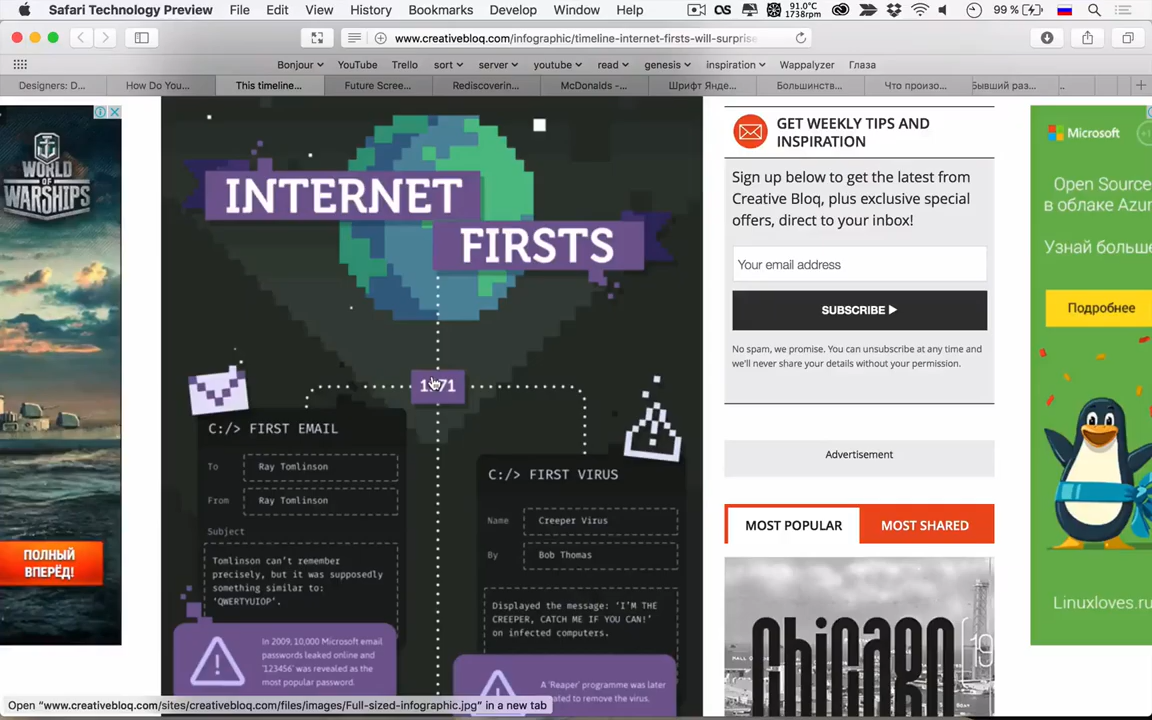 Safari Technology Preview File Edit View History Bookmarks Develop Window Help 91.0°C 1738rpm 99 %
www.creativebloq.com/infographic/timeline-internet-firsts-will-surprise
Bonjour YouTube Trello sort server youtube read genesis inspiration Wappalyzer Глаза
Designers: D... How Do You... This timeline... Future Scree... Rediscoverin... McDonalds -... Шрифт Янде... Большинств... Что произо... Бывший раз...
WORLD OF WARSHIPS
ПОЛНЫЙ
ВПЕРЁД!
INTERNET
FIRSTS
1971
C:/> FIRST EMAIL
To Ray Tomlinson
From Ray Tomlinson
Subject
Tomlinson can't remember
precisely, but it was supposedly
something similar to:
'QWERTYUIOP'.
In 2009, 10,000 Microsoft email
passwords leaked online and
'123456' was revealed as the
most popular password.
C:/> FIRST VIRUS
Name Creeper Virus
By Bob Thomas
Displayed the message: 'I'M THE
CREEPER, CATCH ME IF YOU CAN!'
on infected computers.
A 'Reaper' programme was later
created to remove the virus.
GET WEEKLY TIPS AND
INSPIRATION
Sign up below to get the latest from
Creative Bloq, plus exclusive special
offers, direct to your inbox!
Your email address
SUBSCRIBE
No spam, we promise. You can unsubscribe at any time and
we'll never share your details without your permission.
Advertisement
MOST POPULAR MOST SHARED
CHICAGO
Microsoft
Open Source
в облаке Azur
Узнай больше
Подробнее
Linuxloves.ru
Open "www.creativebloq.com/sites/creativebloq.com/files/images/Full-sized-infographic.jpg" in a new tab